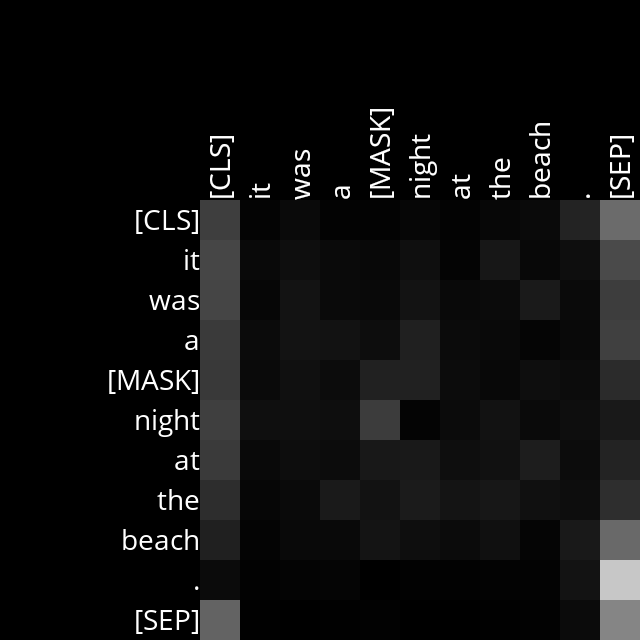 [CLS] it was a [MASK] night at the beach . [SEP]
[CLS]
it
was
a
[MASK]
night
at
the
beach
.
[SEP]